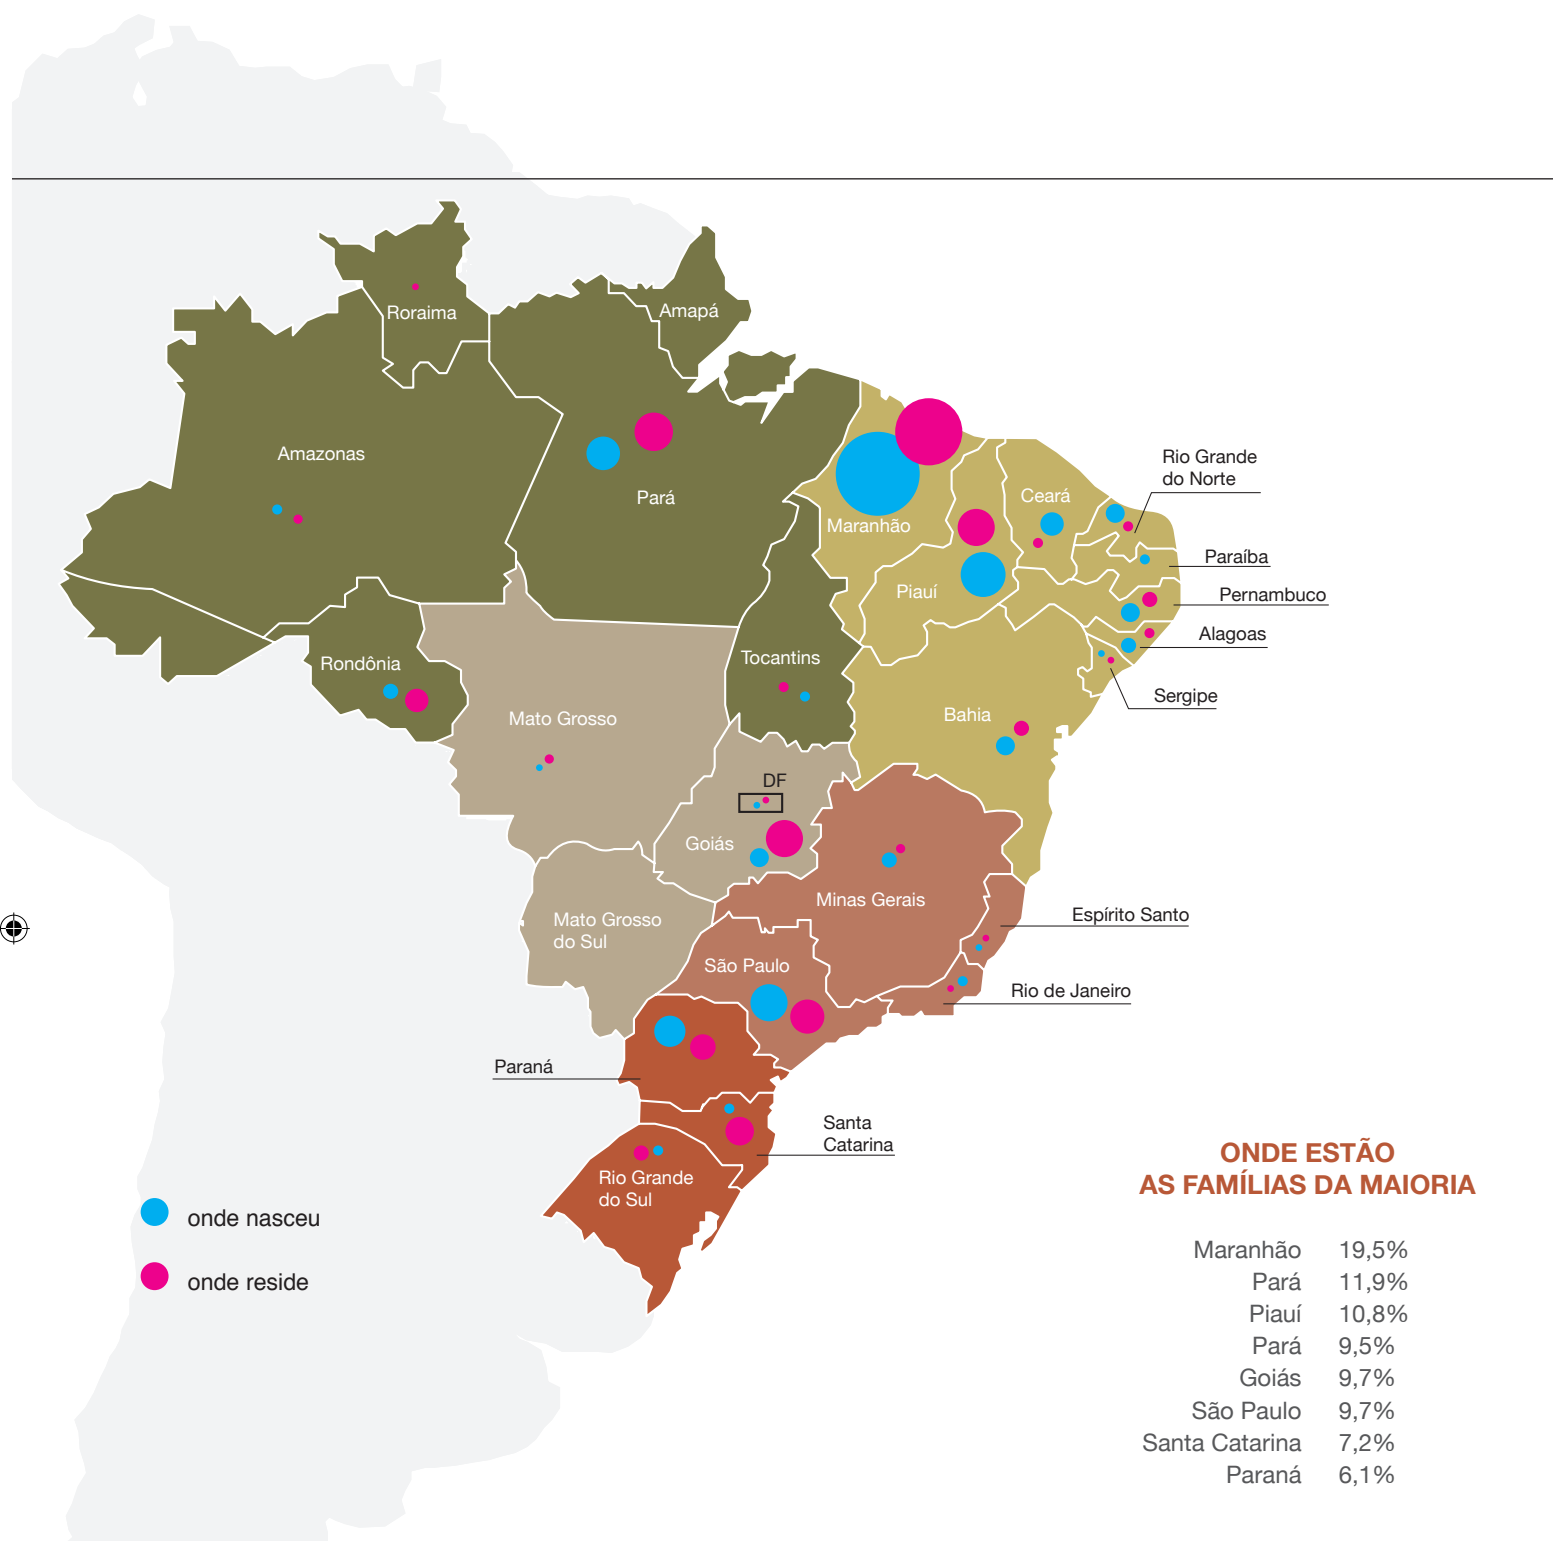 Roraima
Amapá
Amazonas
Pará
Maranhão
Ceará
Rio Grande
do Norte
Paraíba
Piauí
Pernambuco
Alagoas
Rondônia
Tocantins
Sergipe
Mato Grosso
Bahia
DF
Goiás
Minas Gerais
Espírito Santo
Mato Grosso
do Sul
São Paulo
Rio de Janeiro
Paraná
Santa
Catarina
Rio Grande
do Sul
onde nasceu
onde reside
ONDE ESTÃO
AS FAMÍLIAS DA MAIORIA
Maranhão 19,5%
Pará 11,9%
Piauí 10,8%
Pará 9,5%
Goiás 9,7%
São Paulo 9,7%
Santa Catarina 7,2%
Paraná 6,1%